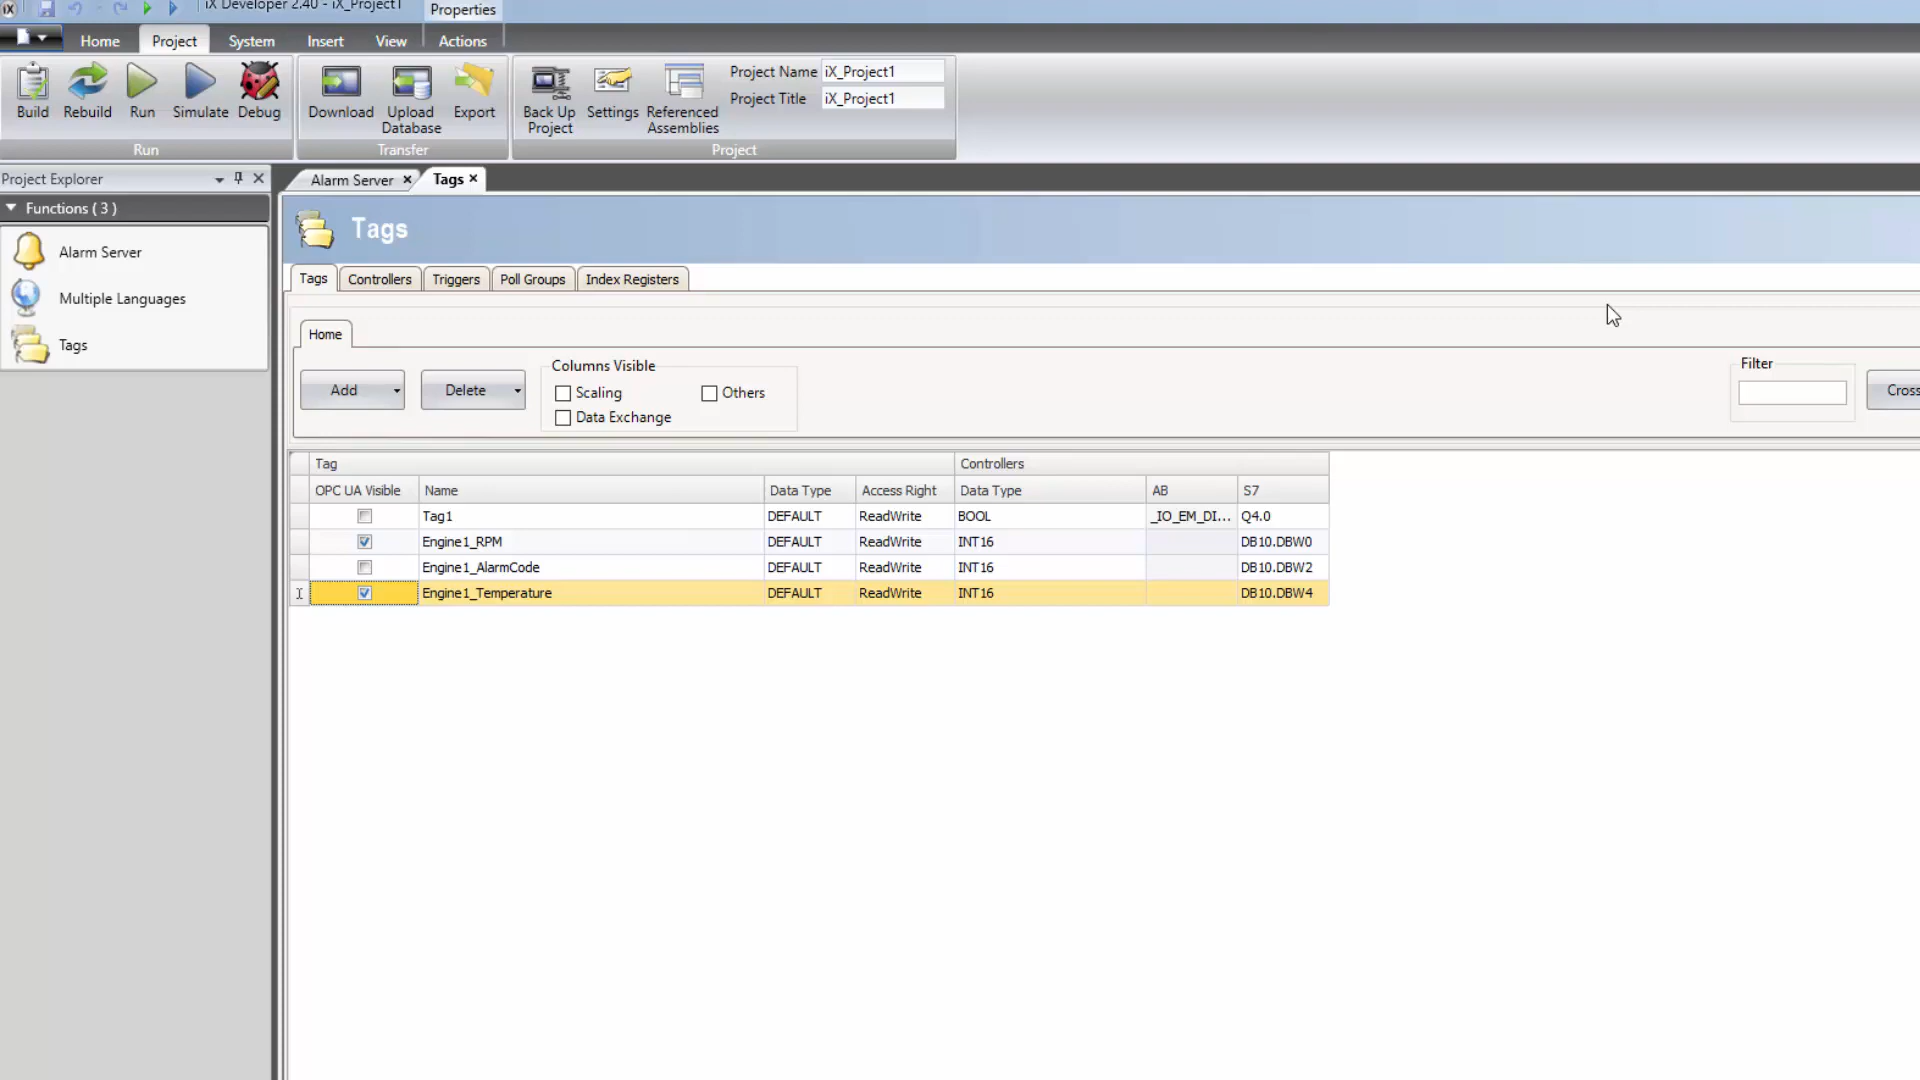 iX Developer 2.40 - iX_Project1
Properties
Home
Project
System
Insert
View
Actions
Build
Rebuild
Run
Simulate
Debug
Run
Download
Upload
Database
Export
Transfer
Back Up
Project
Settings
Referenced
Assemblies
Project Name iX_Project1
Project Title iX_Project1
Project
Project Explorer
Functions ( 3 )
Alarm Server
Multiple Languages
Tags
Alarm Server
Tags
Tags
Tags
Controllers
Triggers
Poll Groups
Index Registers
Home
Add
Delete
Columns Visible
Scaling
Others
Data Exchange
Filter
Cross
Tag Controllers
OPC UA Visible Name Data Type Access Right Data Type AB S7
Tag1 DEFAULT ReadWrite BOOL _IO_EM_DI... Q4.0
Engine1_RPM DEFAULT ReadWrite INT16 DB10.DBW0
Engine1_AlarmCode DEFAULT ReadWrite INT16 DB10.DBW2
Engine1_Temperature DEFAULT ReadWrite INT16 DB10.DBW4